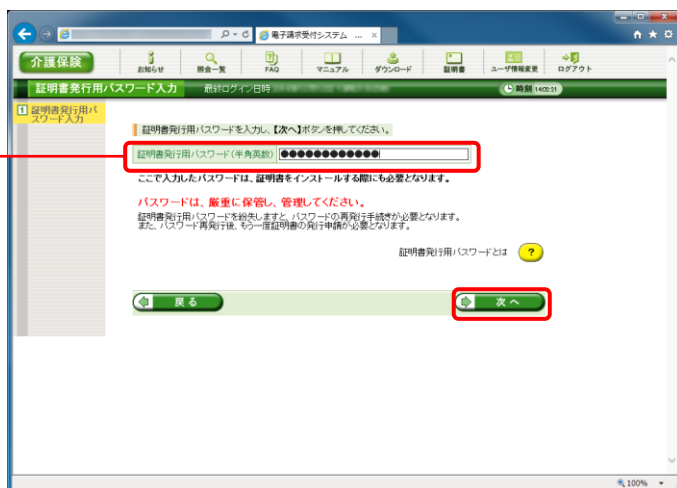 電子請求受付システム ...
介護保険
お知らせ
照会一覧
FAQ
マニュアル
ダウンロード
証明書
ユーザ情報変更
ログアウト
証明書発行用パスワード入力
最終ログイン日時
時刻 14:02:21
1 証明書発行用パ
スワード入力
証明書発行用パスワードを入力し、【次へ】ボタンを押してください。
証明書発行用パスワード(半角英数) ●●●●●●●●●●●●
ここで入力したパスワードは、証明書をインストールする際にも必要となります。
パスワードは、厳重に保管し、管理してください。
証明書発行用パスワードを紛失しますと、パスワードの再発行手続きが必要となります。
また、パスワード再発行後、もう一度証明書の発行申請が必要となります。
証明書発行用パスワードとは ?
戻る
次へ
100%